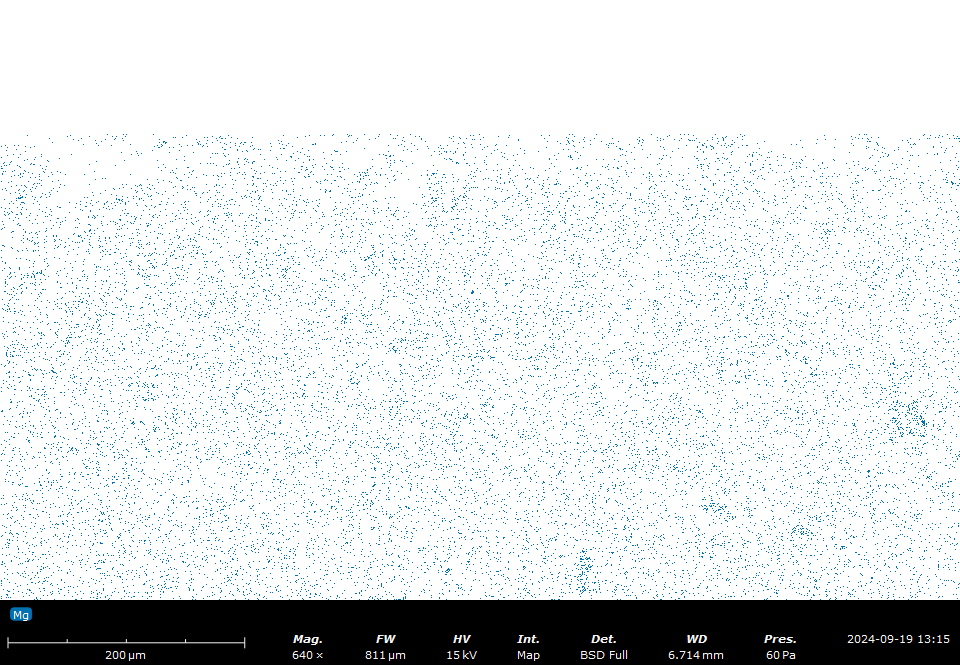 Mg
Mag. FW HV Int. Det. WD Pres. 2024-09-19 13:15
200 µm 640 × 811 µm 15 kV Map BSD Full 6.714 mm 60 Pa